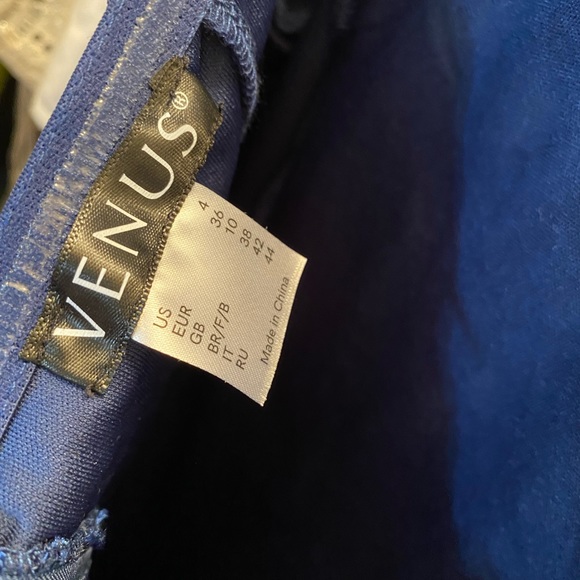 VENUS®
US 4
EUR 36
GB 10
BR/F/B 38
IT 42
RU 44
Made in China